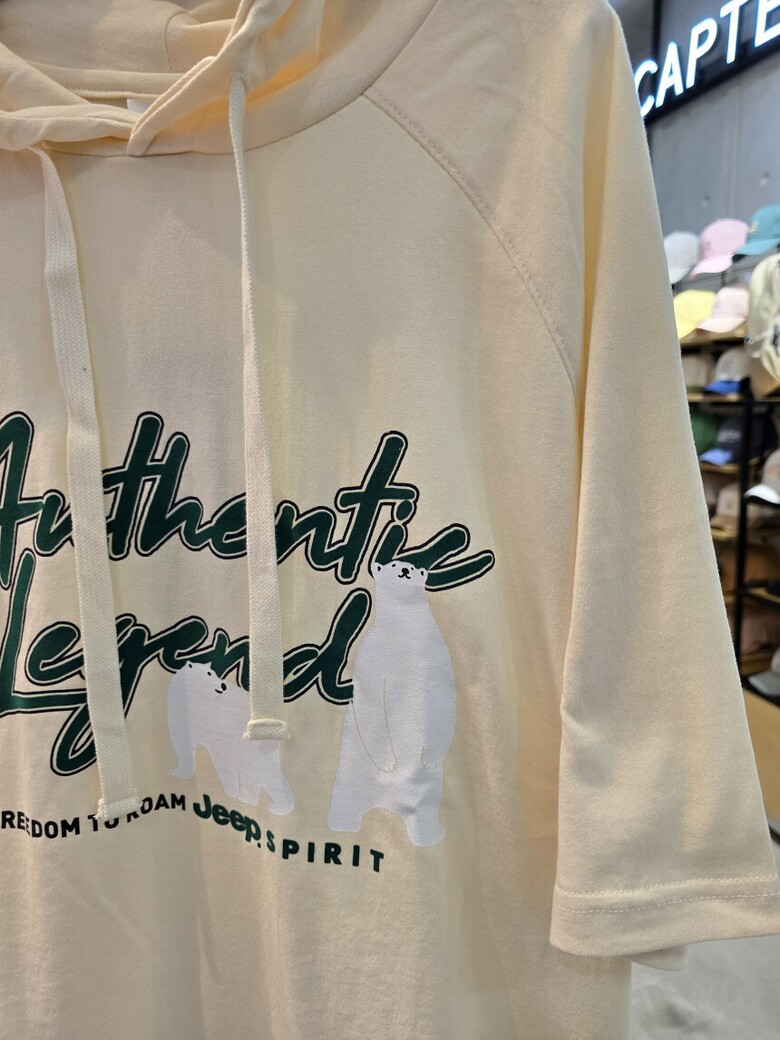 CAPTE
Authentic
Legend
REEDOM TO ROAM Jeep. SPIRIT